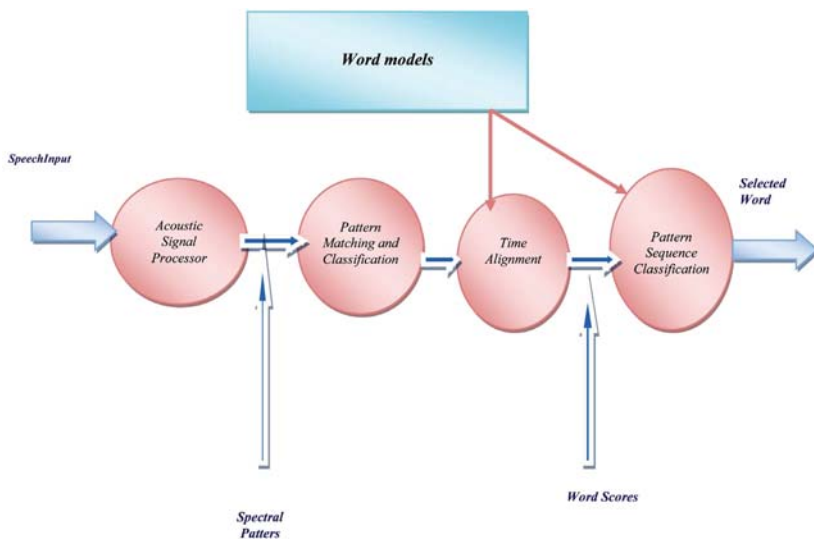 Word models
SpeechInput
Acoustic
Signal
Processor
Pattern
Matching and
Classification
Time
Alignment
Pattern
Sequence
Classification
Selected
Word
Spectral
Patters
Word Scores